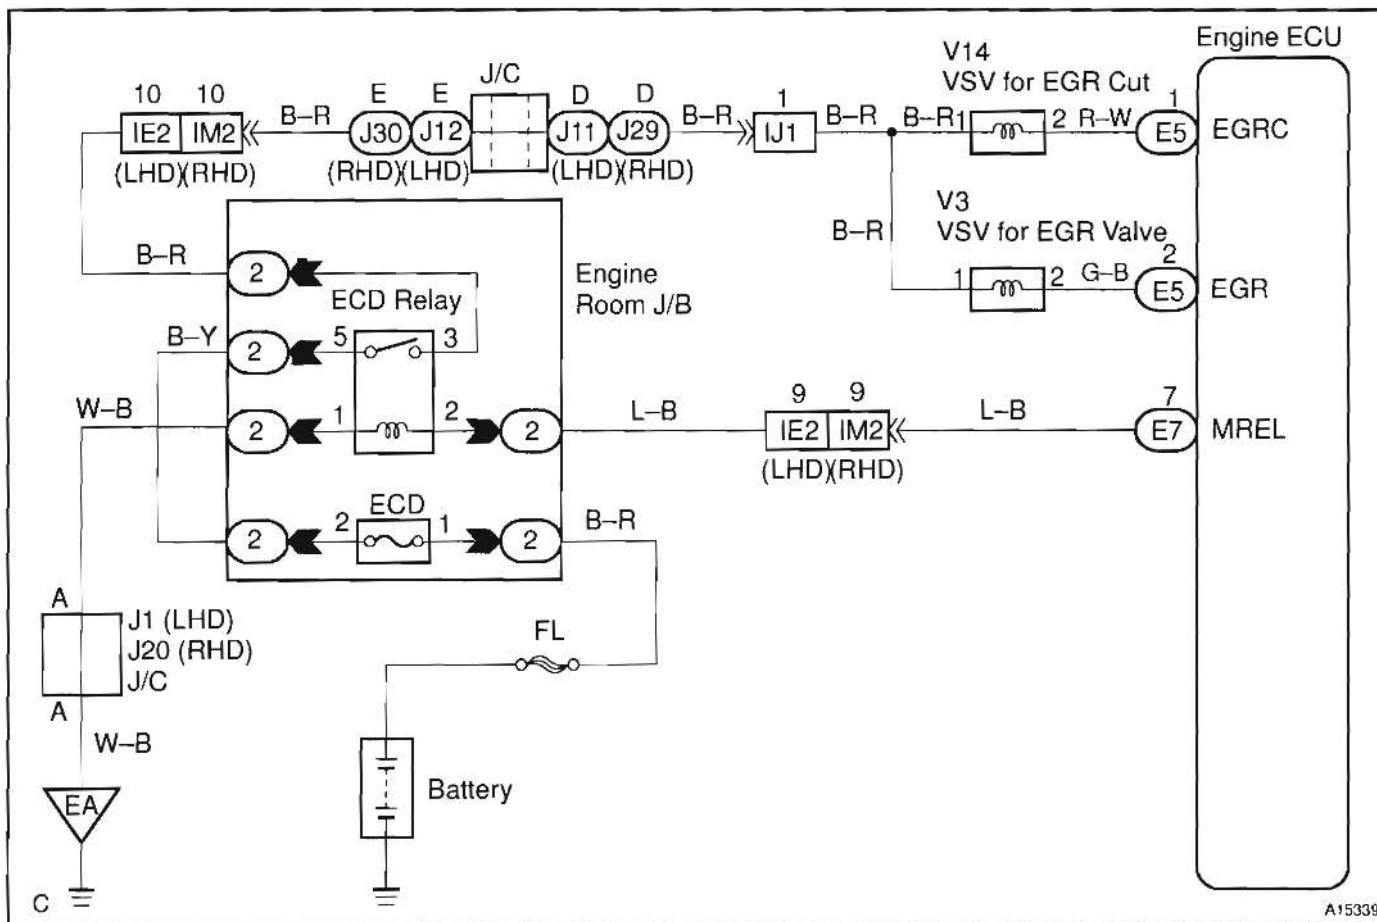 Engine ECU
V14
VSV for EGR Cut
J/C
10 10
E E
D D
1
B–R
B–R
B–R
B–R 1
2 R–W
1
IE2 IM2
J30 J12
J11 J29
IJ1
E5
EGRC
(LHD)(RHD)
(RHD)(LHD)
(LHD)(RHD)
V3
VSV for EGR Valve
B–R
B–R
2
Engine
Room J/B
1
2
G–B
2
E5
EGR
ECD Relay
B–Y
2
5
3
W–B
2
1
2
2
L–B
9 9
IE2 IM2
(LHD)(RHD)
L–B
7
E7
MREL
ECD
2
2
1
2
B–R
A
J1 (LHD)
J20 (RHD)
J/C
A
FL
W–B
EA
Battery
C
A15339